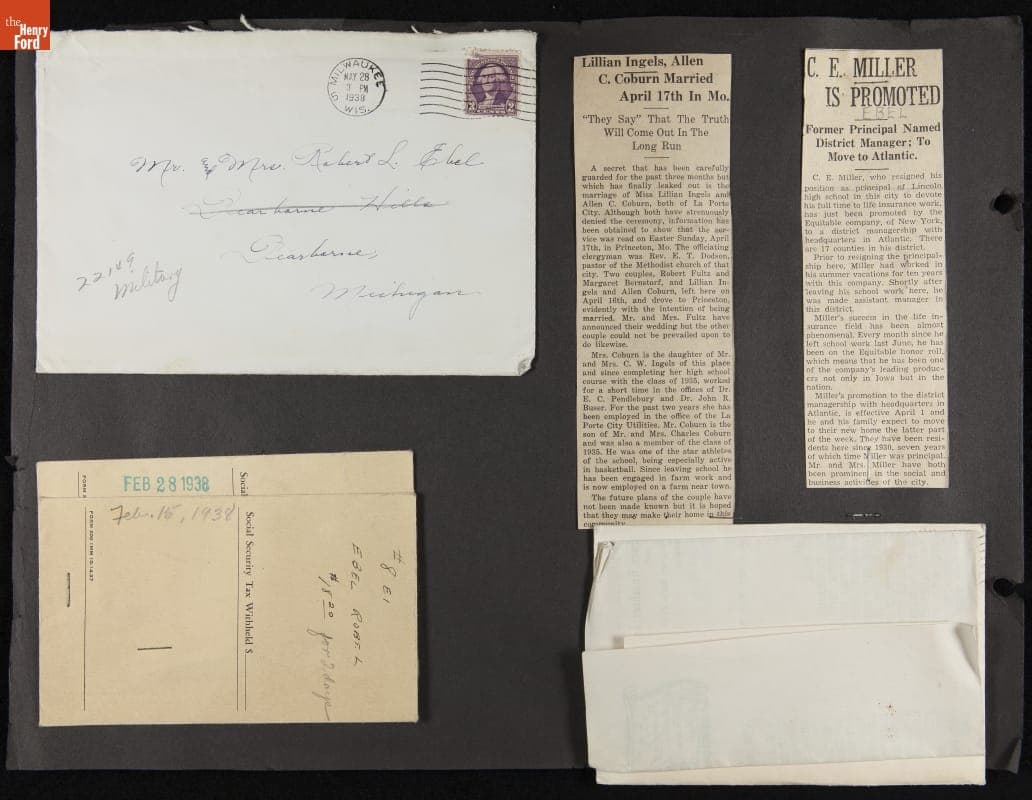 the
Henry
Ford
S. MILWAUKEE
MAY 28
3 PM
1938
WIS.
3 CENTS 3
Mr. and Mrs. Robert L. Ebel
Dearborne Hills
Dearborne,
Michigan
22149
Military
Lillian Ingels, Allen
C. Coburn Married
April 17th In Mo.
"They Say" That The Truth
Will Come Out In The
Long Run
A secret that has been carefully
guarded for the past three months but
which has finally leaked out is the
marriage of Miss Lillian Ingels and
Allen C. Coburn, both of La Porte
City. Although both have strenuously
denied the ceremony, information has
been obtained to show that the ser-
vice was read on Easter Sunday, April
17th, in Princeton, Mo. The officiating
clergyman was Rev. E. T. Dodson,
pastor of the Methodist church of that
city. Two couples, Robert Fultz and
Margaret Bernstorf, and Lillian In-
gels and Allen Coburn, left here on
April 16th, and drove to Princeton,
evidently with the intention of being
married. Mr. and Mrs. Fultz have
announced their wedding but the other
couple could not be prevailed upon to
do likewise.
Mrs. Coburn is the daughter of Mr.
and Mrs. C. W. Ingels of this place
and since completing her high school
course with the class of 1935, worked
for a short time in the offices of Dr.
E. C. Pendlebury and Dr. John R.
Buser. For the past two years she has
been employed in the office of the La
Porte City Utilities. Mr. Coburn is the
son of Mr. and Mrs. Charles Coburn
and was also a member of the class of
1935. He was one of the star athletes
of the school, being especially active
in basketball. Since leaving school he
has been engaged in farm work and
is now employed on a farm near town.
The future plans of the couple have
not been made known but it is hoped
that they may make their home in this
community.
C. E. MILLER
IS PROMOTED
EBEL
Former Principal Named
District Manager; To
Move to Atlantic.
C. E. Miller, who resigned his
position as principal of Lincoln
high school in this city to devote
his full time to life insurance work,
has just been promoted by the
Equitable company, of New York,
to a district managership with
headquarters in Atlantic. There
are 17 counties in his district.
Prior to resigning the principal-
ship here, Miller had worked in
his summer vacations for ten years
with this company. Shortly after
leaving his school work here, he
was made assistant manager in
this district.
Miller's success in the life in-
surance field has been almost
phenomenal. Every month since he
left school work last June, he has
been on the Equitable honor roll,
which means that he has been one
of the company's leading produc-
ers not only in Iowa but in the
nation.
Miller's promotion to the district
managership with headquarters in
Atlantic, is effective April 1 and
he and his family expect to move
to their new home the latter part
of the week. They have been resi-
dents here since 1930, seven years
of which time Miller was principal.
Mr. and Mrs. Miller have both
been prominent in the social and
business activities of the city.
FORM
FEB 28 1938
Social
Febr. 15, 1938
FORM 200 1MM 10-14-37
Social Security Tax Withheld $
#8 E1
EBEL ROB'E L
$18.20 for 2 days